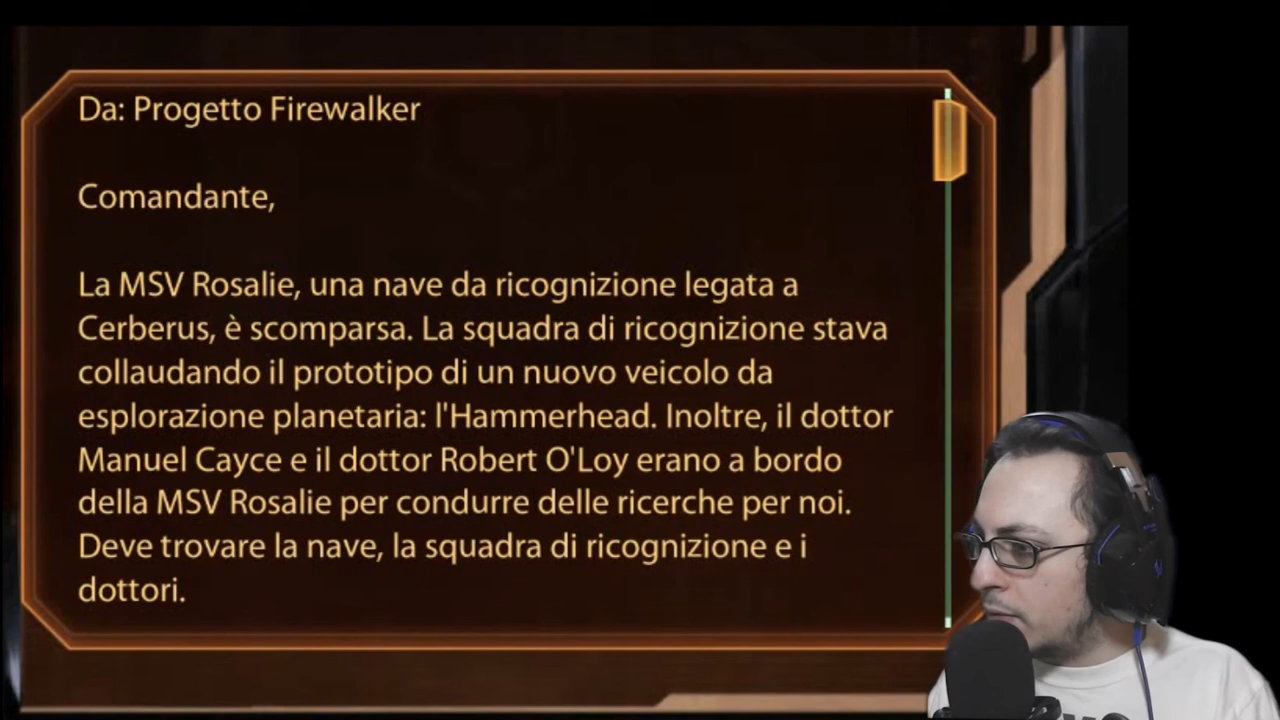 Da: Progetto Firewalker
Comandante,
La MSV Rosalie, una nave da ricognizione legata a
Cerberus, è scomparsa. La squadra di ricognizione stava
collaudando il prototipo di un nuovo veicolo da
esplorazione planetaria: l'Hammerhead. Inoltre, il dottor
Manuel Cayce e il dottor Robert O'Loy erano a bordo
della MSV Rosalie per condurre delle ricerche per noi.
Deve trovare la nave, la squadra di ricognizione e i
dottori.